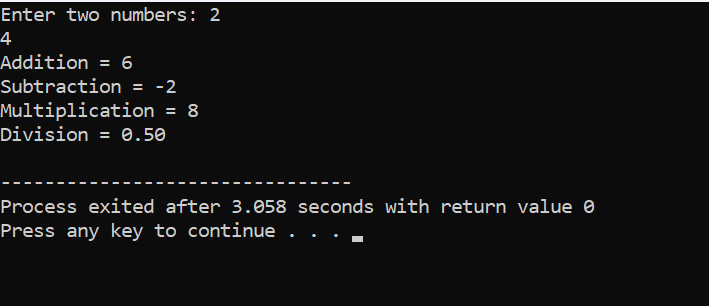 Enter two numbers: 2
4
Addition = 6
Subtraction = -2
Multiplication = 8
Division = 0.50
--------------------------------
Process exited after 3.058 seconds with return value 0
Press any key to continue . . .